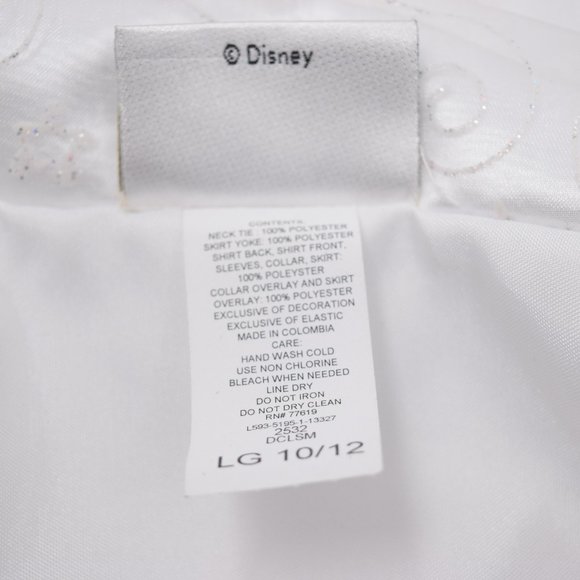 © Disney
CONTENTS:
NECK TIE : 100% POLYESTER
SKIRT YOKE: 100% POLYESTER
SHIRT BACK, SHIRT FRONT,
SLEEVES, COLLAR, SKIRT:
100% POLEYSTER
COLLAR OVERLAY AND SKIRT
OVERLAY: 100% POLYESTER
EXCLUSIVE OF DECORATION
EXCLUSIVE OF ELASTIC
MADE IN COLOMBIA
CARE:
HAND WASH COLD
USE NON CHLORINE
BLEACH WHEN NEEDED
LINE DRY
DO NOT IRON
DO NOT DRY CLEAN
RN# 77619
L593-5195-1-13327
2532
DCLSM
LG 10/12